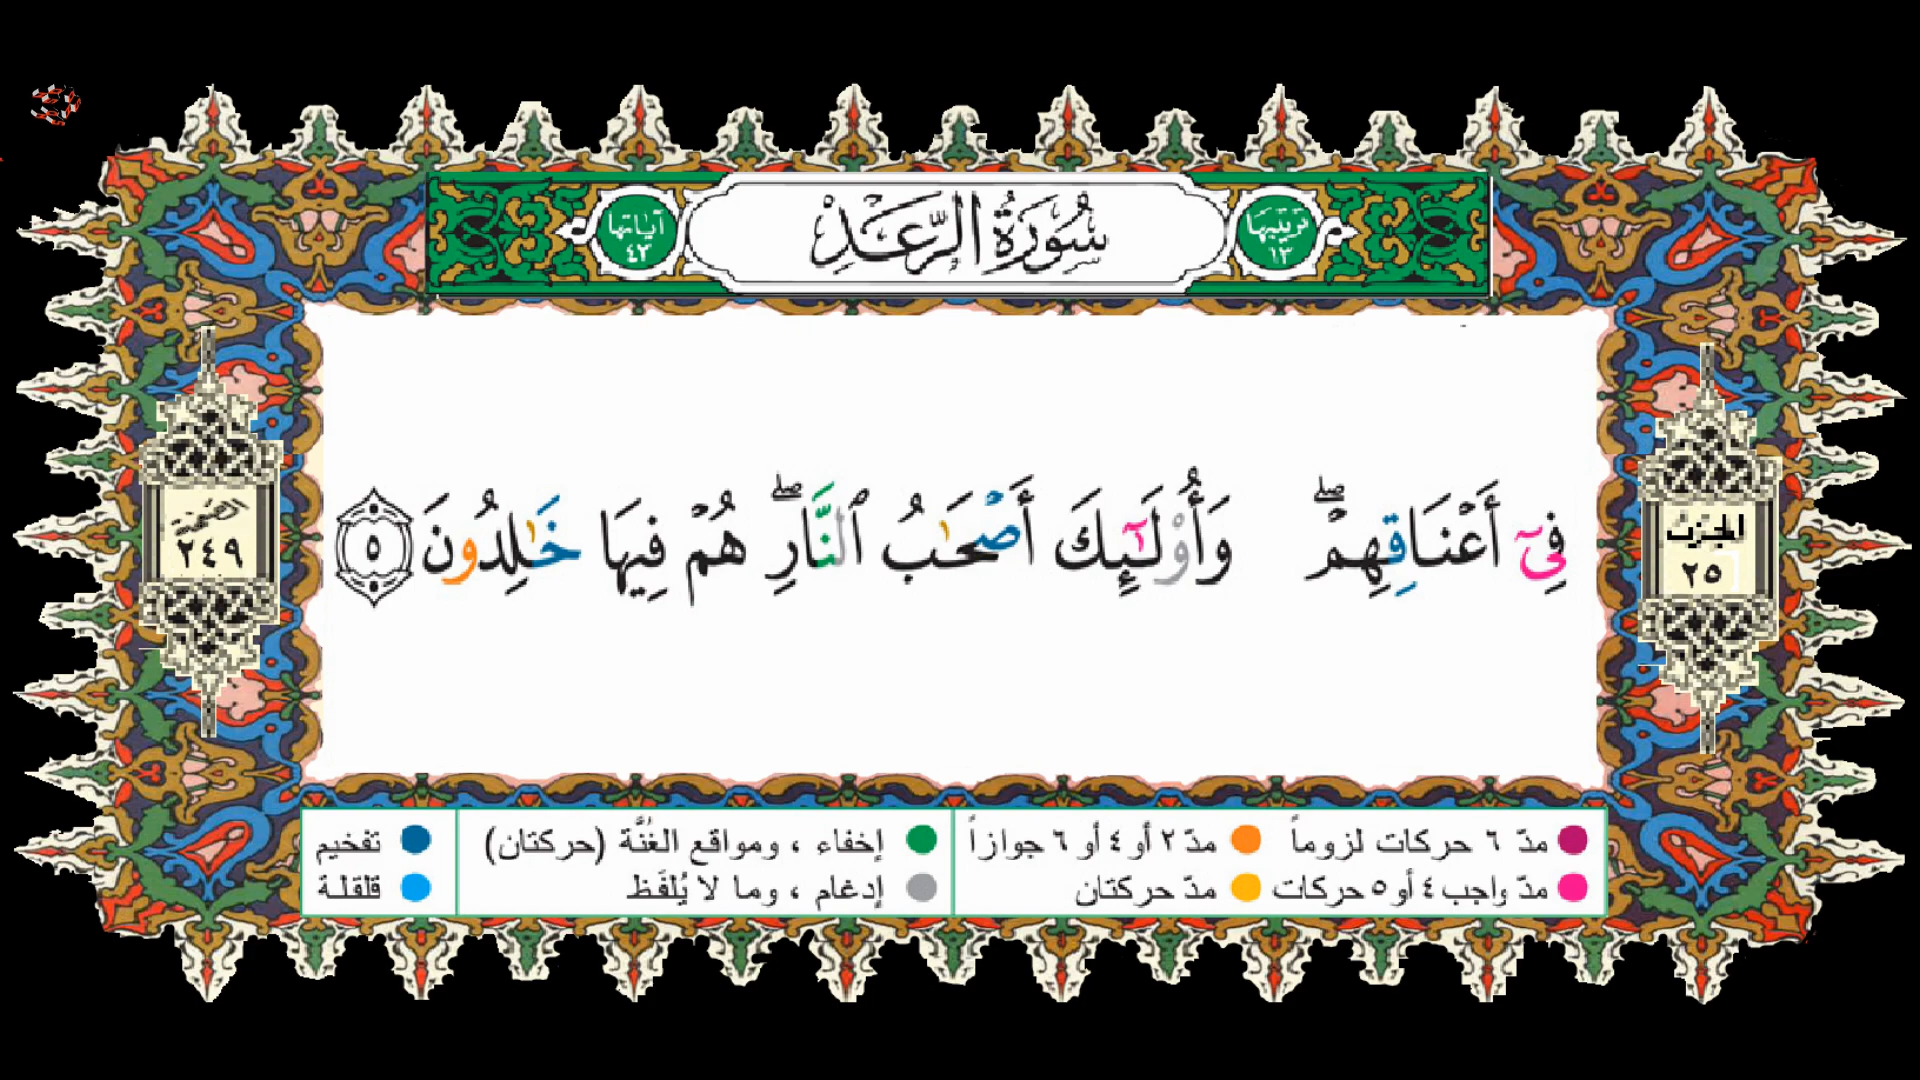 سُورَةُ الرَّعْدِ
ترتيبها ١٣
آياتها ٤٣
فِىٓ أَعْنَاقِهِمْ ۖ وَأُو۟لَـٰٓئِكَ أَصْحَـٰبُ ٱلنَّارِ ۖ هُمْ فِيهَا خَـٰلِدُونَ ٥
الحزب
٢٥
الصفحة
٢٤٩
مدّ ٦ حركات لزوماً
مدّ ٢ أو ٤ أو ٦ جوازاً
إخفاء ، ومواقع الغُنَّة (حركتان)
تفخيم
مدّ واجب ٤ أو ٥ حركات
مدّ حركتان
إدغام ، وما لا يُلفَظ
قلقلة